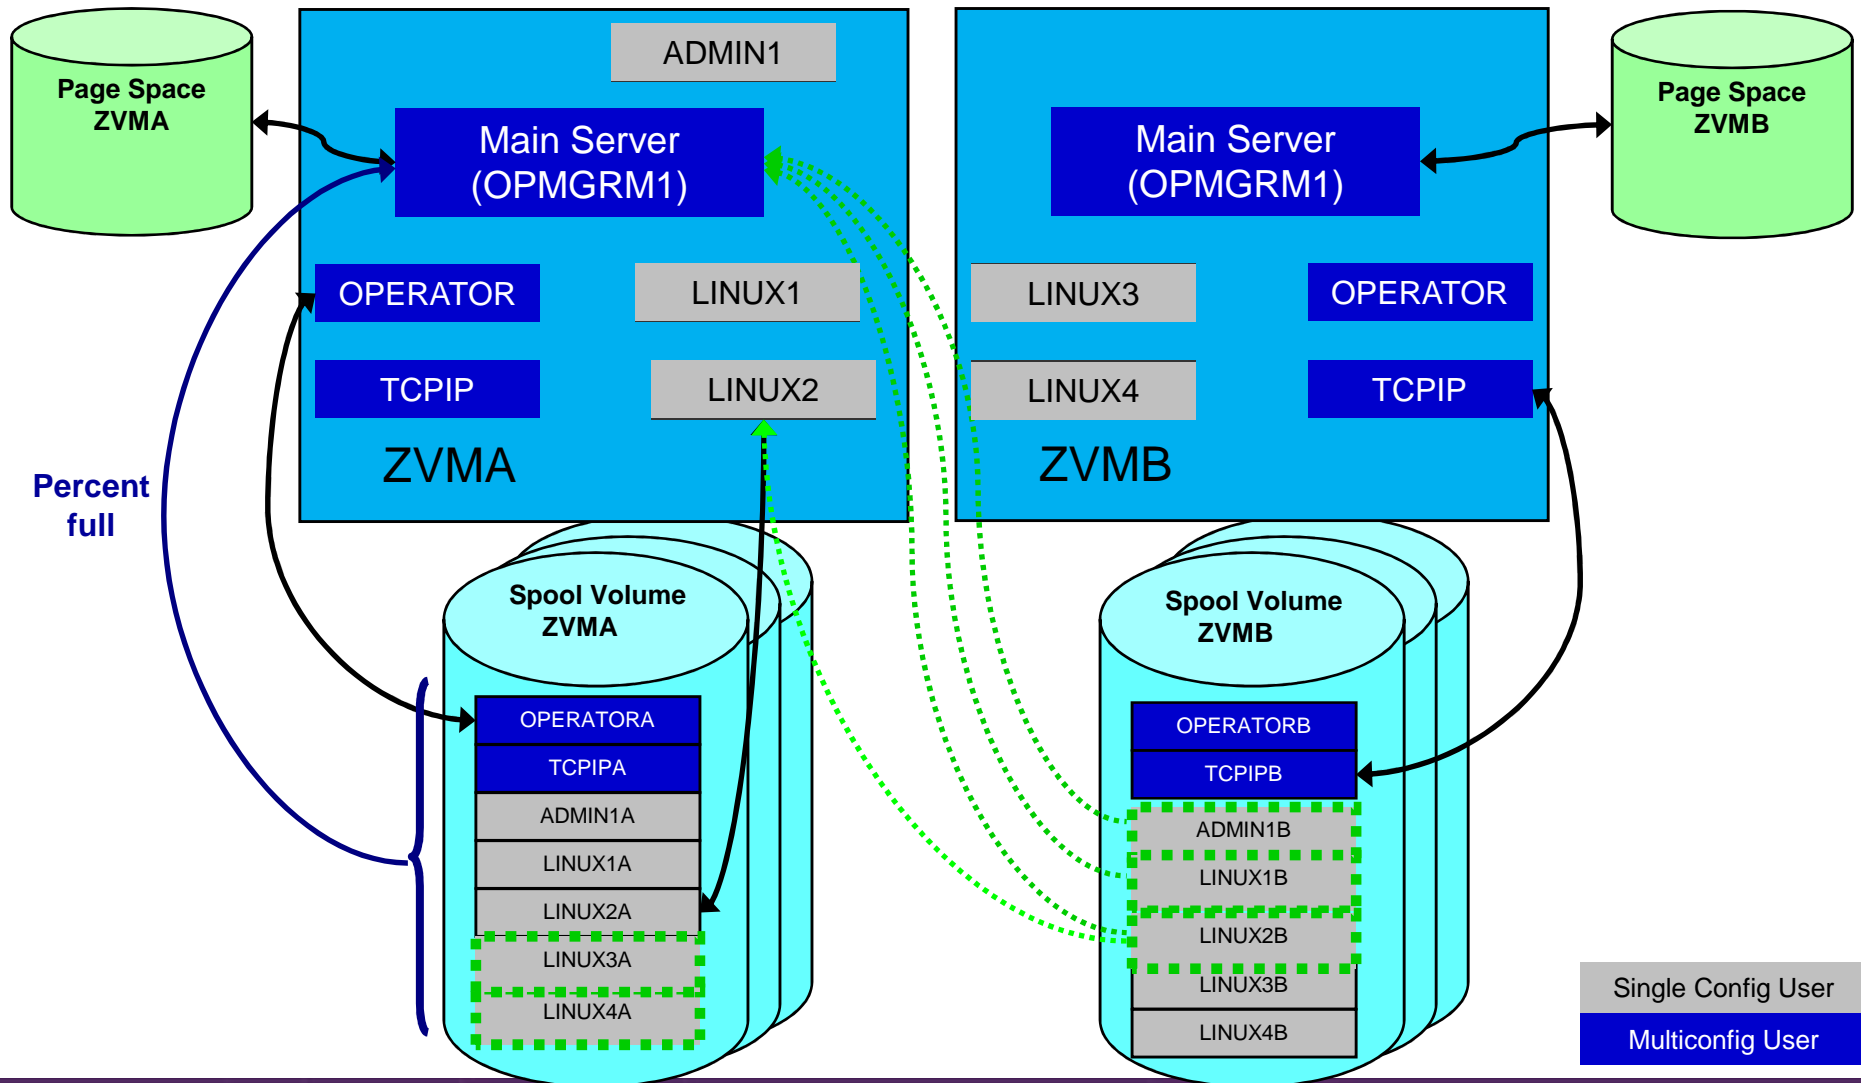 Page Space
ZVMA
ADMIN1
Main Server
(OPMGRM1)
OPERATOR
LINUX1
TCPIP
LINUX2
ZVMA
Main Server
(OPMGRM1)
LINUX3
OPERATOR
LINUX4
TCPIP
ZVMB
Page Space
ZVMB
Percent
full
Spool Volume
ZVMA
OPERATORA
TCPIPA
ADMIN1A
LINUX1A
LINUX2A
LINUX3A
LINUX4A
Spool Volume
ZVMB
OPERATORB
TCPIPB
ADMIN1B
LINUX1B
LINUX2B
LINUX3B
LINUX4B
Single Config User
Multiconfig User